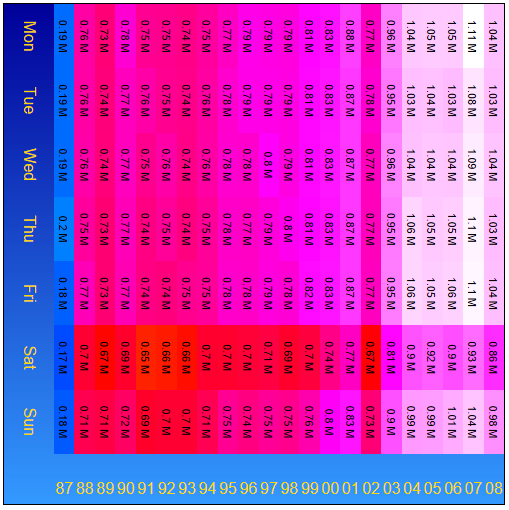 Mon 0.19 M 0.76 M 0.73 M 0.78 M 0.75 M 0.75 M 0.74 M 0.75 M 0.77 M 0.79 M 0.79 M 0.79 M 0.81 M 0.83 M 0.88 M 0.77 M 0.96 M 1.04 M 1.05 M 1.05 M 1.11 M 1.04 M
Tue 0.19 M 0.76 M 0.74 M 0.77 M 0.76 M 0.75 M 0.74 M 0.76 M 0.78 M 0.79 M 0.79 M 0.79 M 0.81 M 0.83 M 0.87 M 0.78 M 0.95 M 1.03 M 1.04 M 1.03 M 1.08 M 1.03 M
Wed 0.19 M 0.76 M 0.74 M 0.77 M 0.75 M 0.76 M 0.74 M 0.76 M 0.78 M 0.78 M 0.8 M 0.79 M 0.81 M 0.83 M 0.87 M 0.77 M 0.96 M 1.04 M 1.04 M 1.04 M 1.09 M 1.04 M
Thu 0.2 M 0.75 M 0.73 M 0.77 M 0.74 M 0.75 M 0.74 M 0.75 M 0.78 M 0.77 M 0.79 M 0.8 M 0.81 M 0.83 M 0.87 M 0.77 M 0.95 M 1.06 M 1.05 M 1.05 M 1.1 M 1.03 M
Fri 0.18 M 0.77 M 0.73 M 0.77 M 0.74 M 0.74 M 0.75 M 0.75 M 0.78 M 0.78 M 0.79 M 0.78 M 0.82 M 0.83 M 0.87 M 0.77 M 0.95 M 1.06 M 1.05 M 1.06 M 1.1 M 1.04 M
Sat 0.17 M 0.7 M 0.67 M 0.69 M 0.65 M 0.66 M 0.66 M 0.7 M 0.7 M 0.7 M 0.71 M 0.69 M 0.7 M 0.74 M 0.77 M 0.67 M 0.81 M 0.9 M 0.92 M 0.9 M 0.93 M 0.86 M
Sun 0.18 M 0.71 M 0.71 M 0.72 M 0.69 M 0.7 M 0.7 M 0.71 M 0.75 M 0.74 M 0.75 M 0.75 M 0.76 M 0.8 M 0.83 M 0.73 M 0.9 M 0.99 M 0.99 M 1.01 M 1.04 M 0.98 M
87 88 89 90 91 92 93 94 95 96 97 98 99 00 01 02 03 04 05 06 07 08